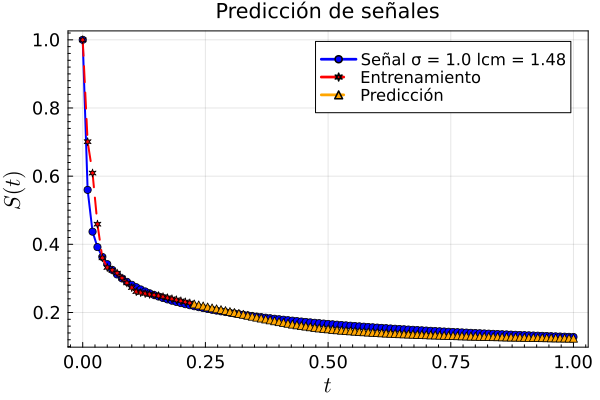 Predicción de señales
Señal σ = 1.0 lcm = 1.48
Entrenamiento
Predicción
S(t)
1.0
0.8
0.6
0.4
0.2
0.00 0.25 0.50 0.75 1.00
t